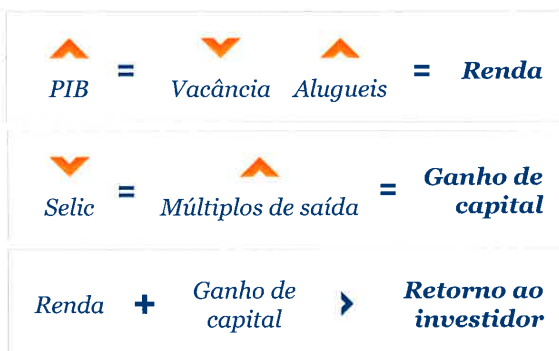 PIB = Vacância Alugueis = Renda
Selic = Múltiplos de saída = Ganho de
capital
Renda + Ganho de
capital > Retorno ao
investidor